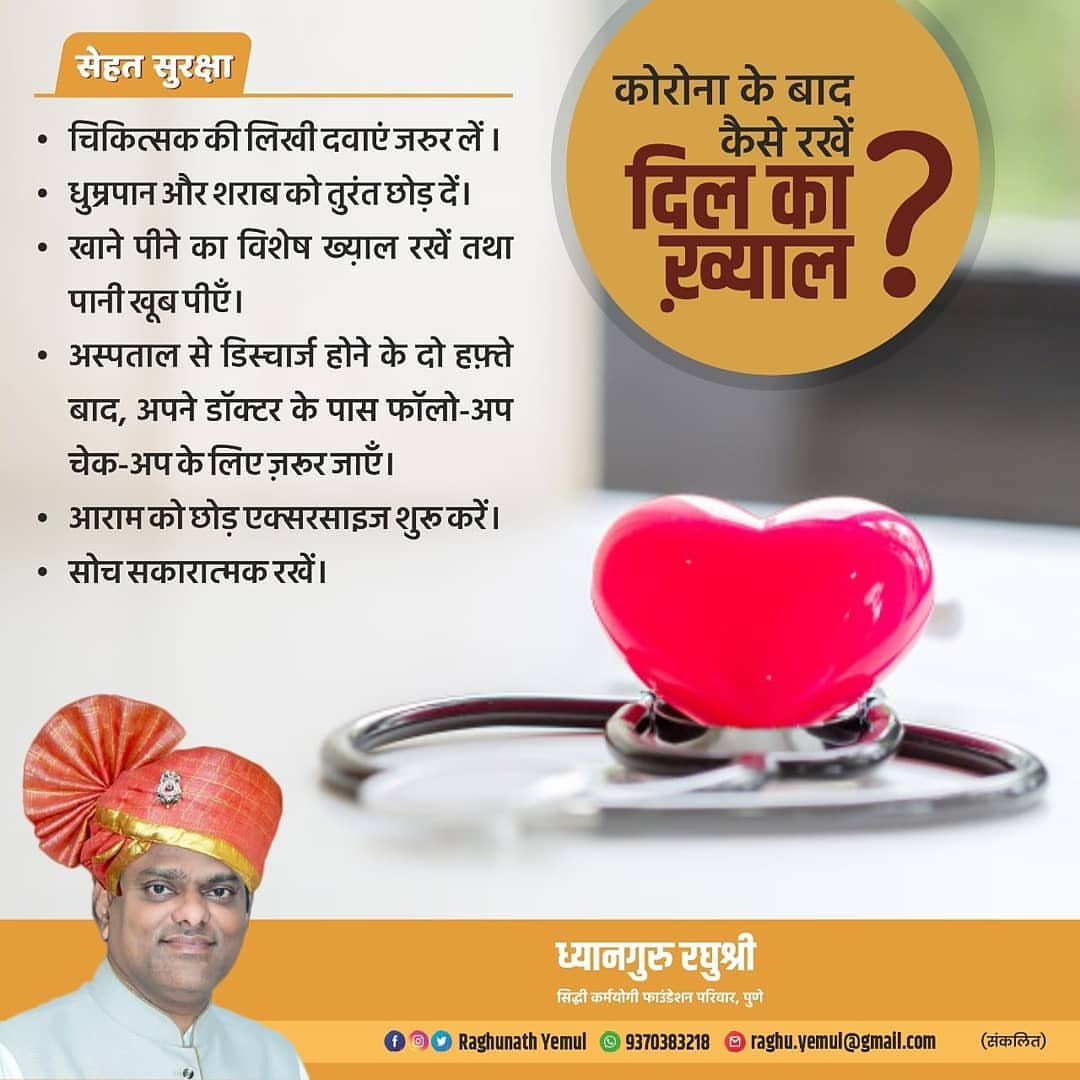 सेहत सुरक्षा
• चिकित्सक की लिखी दवाएं जरुर लें ।
• धुम्रपान और शराब को तुरंत छोड़ दें।
• खाने पीने का विशेष ख्य़ाल रखें तथा
पानी खूब पीएँ।
• अस्पताल से डिस्चार्ज होने के दो हफ़्ते
बाद, अपने डॉक्टर के पास फॉलो-अप
चेक-अप के लिए ज़रूर जाएँ।
• आराम को छोड़ एक्सरसाइज शुरू करें।
• सोच सकारात्मक रखें।
कोरोना के बाद
कैसे रखें
दिल का
ख़्याल ?
ध्यानगुरु रघुश्री
सिद्धी कर्मयोगी फाउंडेशन परिवार, पुणे
Raghunath Yemul 9370383218 raghu.yemul@gmail.com (संकलित)